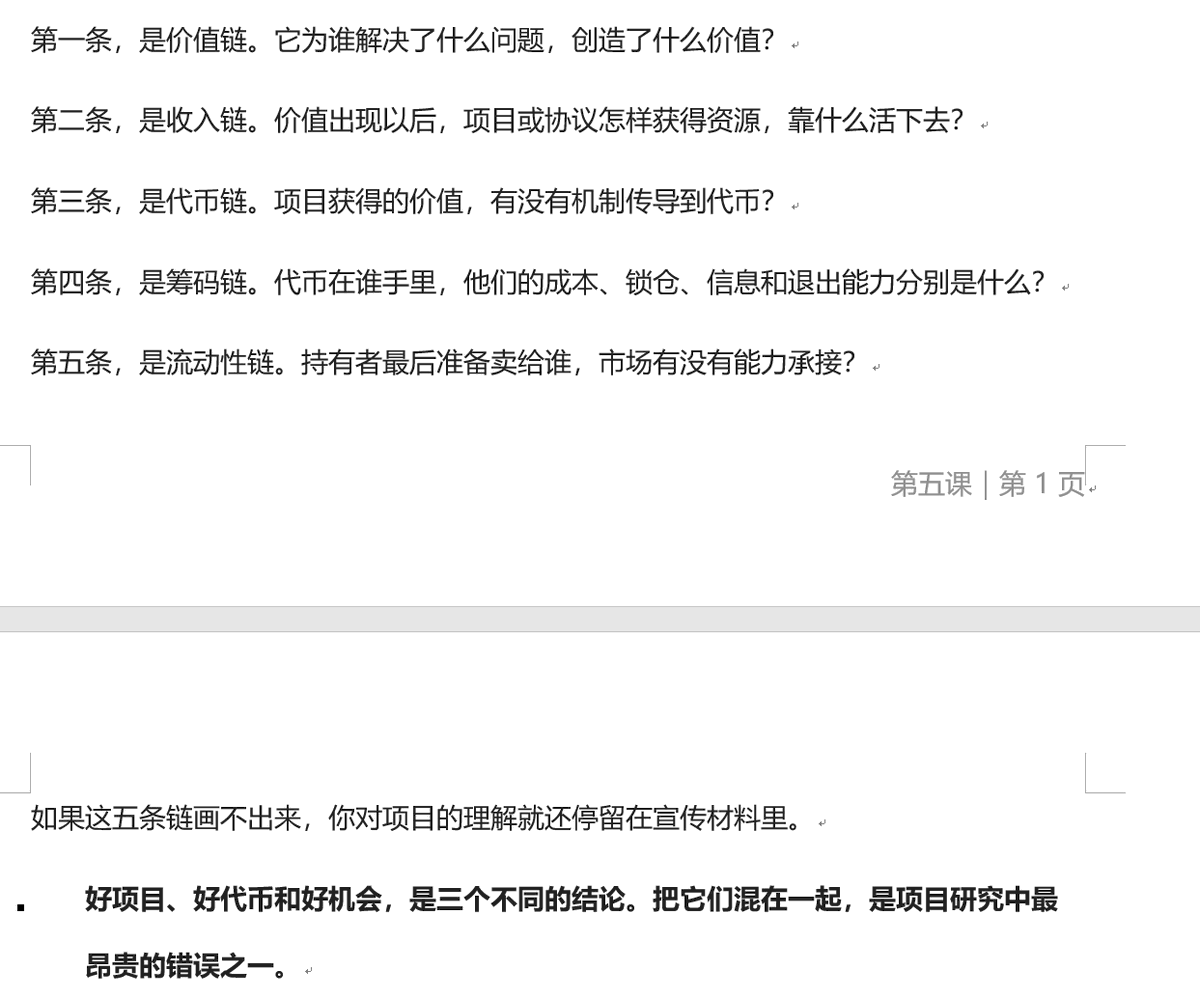 第一条，是价值链。它为谁解决了什么问题，创造了什么价值？
第二条，是收入链。价值出现以后，项目或协议怎样获得资源，靠什么活下去？
第三条，是代币链。项目获得的价值，有没有机制传导到代币？
第四条，是筹码链。代币在谁手里，他们的成本、锁仓、信息和退出能力分别是什么？
第五条，是流动性链。持有者最后准备卖给谁，市场有没有能力承接？
第五课 | 第 1 页
如果这五条链画不出来，你对项目的理解就还停留在宣传材料里。
▪ 好项目、好代币和好机会，是三个不同的结论。把它们混在一起，是项目研究中最
昂贵的错误之一。